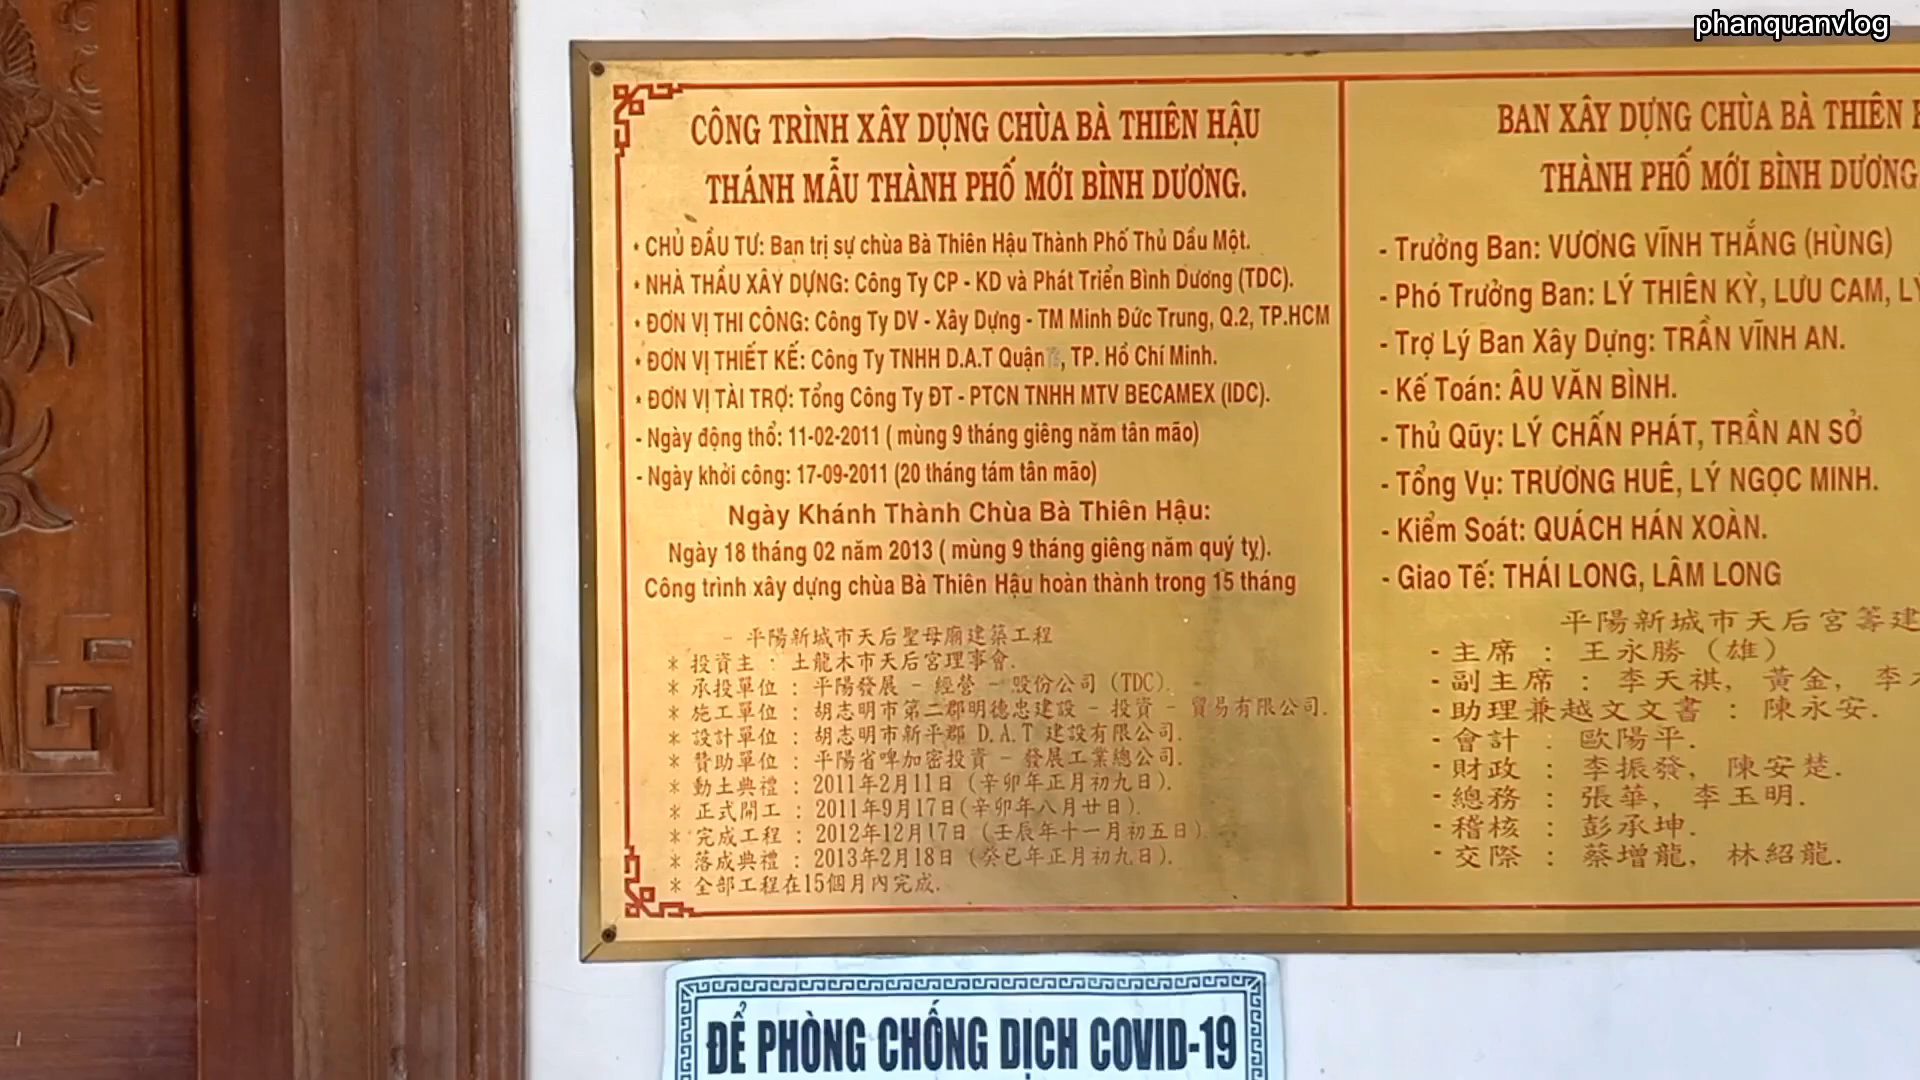 phanquanvlog
CÔNG TRÌNH XÂY DỰNG CHÙA BÀ THIÊN HẬU
THÁNH MẪU THÀNH PHỐ MỚI BÌNH DƯƠNG.
• CHỦ ĐẦU TƯ: Ban trị sự chùa Bà Thiên Hậu Thành Phố Thủ Dầu Một.
• NHÀ THẦU XÂY DỰNG: Công Ty CP - KD và Phát Triển Bình Dương (TDC).
• ĐƠN VỊ THI CÔNG: Công Ty DV - Xây Dựng - TM Minh Đức Trung, Q.2, TP.HCM
• ĐƠN VỊ THIẾT KẾ: Công Ty TNHH D.A.T Quận , TP. Hồ Chí Minh.
• ĐƠN VỊ TÀI TRỢ: Tổng Công Ty ĐT - PTCN TNHH MTV BECAMEX (IDC).
- Ngày động thổ: 11-02-2011 ( mùng 9 tháng giêng năm tân mão)
- Ngày khởi công: 17-09-2011 (20 tháng tám tân mão)
Ngày Khánh Thành Chùa Bà Thiên Hậu:
Ngày 18 tháng 02 năm 2013 ( mùng 9 tháng giêng năm quý tỵ).
Công trình xây dựng chùa Bà Thiên Hậu hoàn thành trong 15 tháng
- 平陽新城市天后聖母廟建築工程
* 投資主 : 土龍木市天后宮理事會.
* 承投單位 : 平陽發展 - 經營 - 股份公司 (TDC).
* 施工單位 : 胡志明市第二郡明德忠建設 - 投資 - 貿易有限公司.
* 設計單位 : 胡志明市新平郡 D.A.T 建設有限公司.
* 贊助單位 : 平陽省啤加密投資 - 發展工業總公司.
* 動土典禮 : 2011年2月11日 (辛卯年正月初九日).
* 正式開工 : 2011年9月17日(辛卯年八月廿日).
* 完成工程 : 2012年12月17日 (壬辰年十一月初五日)
* 落成典禮 : 2013年2月18日 (癸巳年正月初九日).
* 全部工程在15個月內完成.
BAN XÂY DỰNG CHÙA BÀ THIÊN
THÀNH PHỐ MỚI BÌNH DƯƠNG
- Trưởng Ban: VƯƠNG VĨNH THẮNG (HÙNG)
- Phó Trưởng Ban: LÝ THIÊN KỲ, LƯU CAM, LÝ
- Trợ Lý Ban Xây Dựng: TRẦN VĨNH AN.
- Kế Toán: ÂU VĂN BÌNH.
- Thủ Qũy: LÝ CHẤN PHÁT, TRẦN AN SỞ
- Tổng Vụ: TRƯƠNG HUÊ, LÝ NGỌC MINH.
- Kiểm Soát: QUÁCH HÁN XOÀN.
- Giao Tế: THÁI LONG, LÂM LONG
平陽新城市天后宮籌建
- 主席 : 王永勝 (雄)
- 副主席 : 李天祺, 黃金, 李
- 助理兼越文文書 : 陳永安.
- 會計 : 歐陽平.
- 財政 : 李振發, 陳安楚.
- 總務 : 張華, 李玉明.
- 稽核 : 彭承坤.
- 交際 : 蔡增龍, 林紹龍.
ĐỂ PHÒNG CHỐNG DỊCH COVID-19